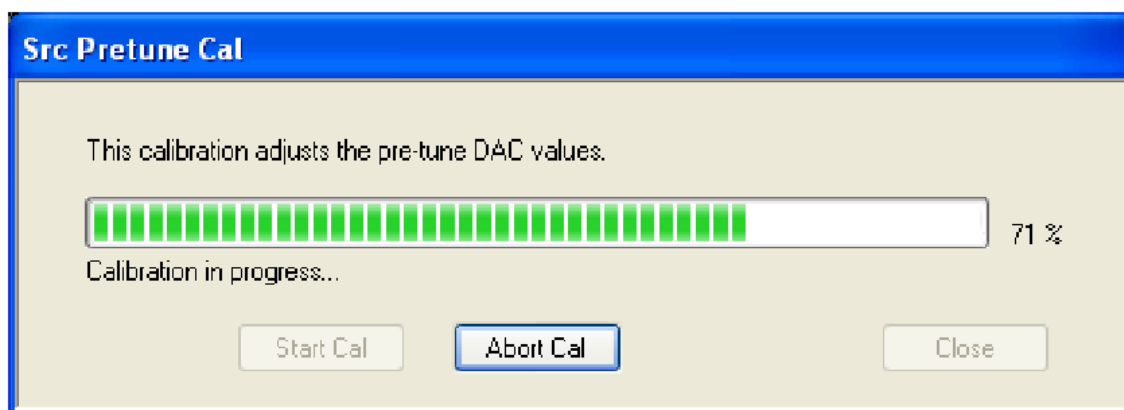 Src Pretune Cal
This calibration adjusts the pre-tune DAC values.
71 %
Calibration in progress...
Start Cal Abort Cal Close